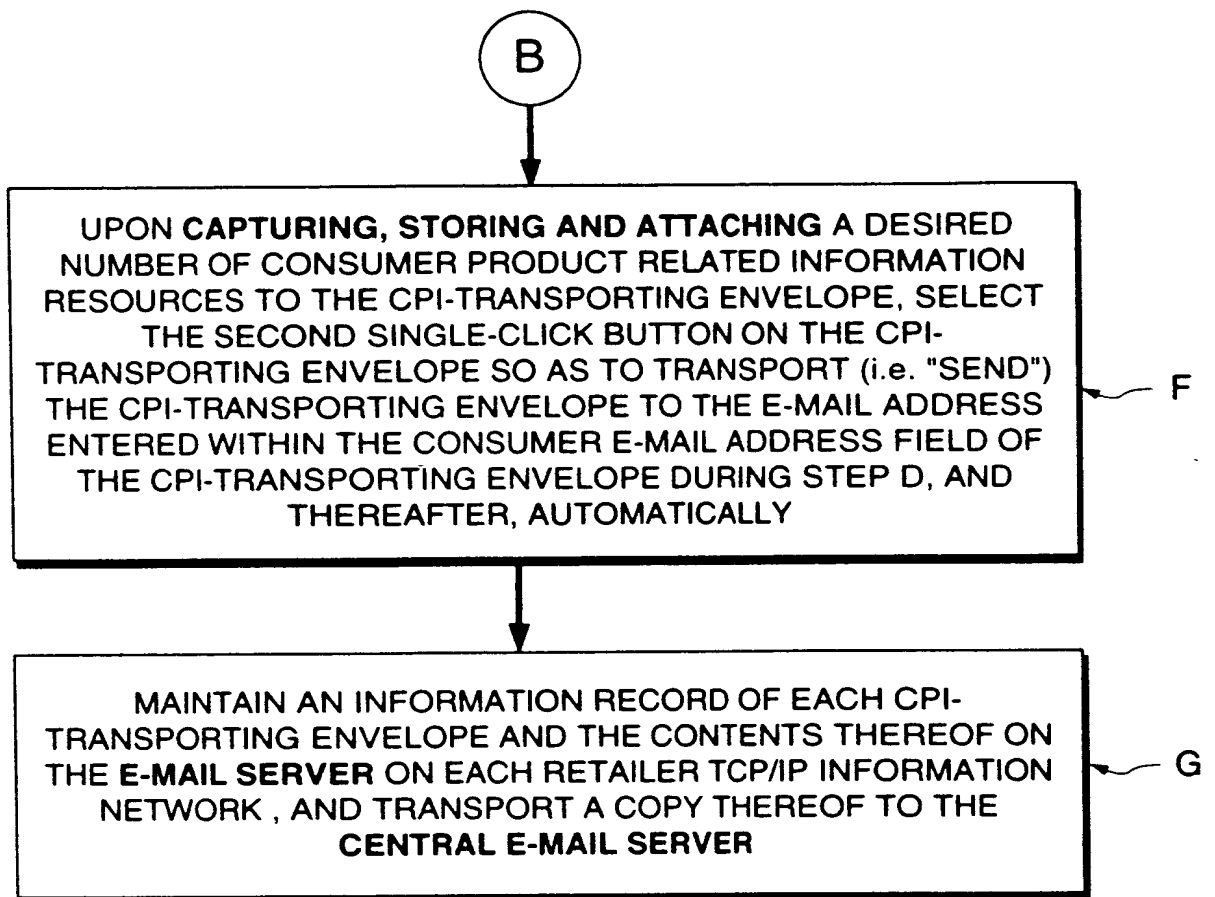 B
UPON CAPTURING, STORING AND ATTACHING A DESIRED
NUMBER OF CONSUMER PRODUCT RELATED INFORMATION
RESOURCES TO THE CPI-TRANSPORTING ENVELOPE, SELECT
THE SECOND SINGLE-CLICK BUTTON ON THE CPI-
TRANSPORTING ENVELOPE SO AS TO TRANSPORT (i.e. "SEND")
THE CPI-TRANSPORTING ENVELOPE TO THE E-MAIL ADDRESS
ENTERED WITHIN THE CONSUMER E-MAIL ADDRESS FIELD OF
THE CPI-TRANSPORTING ENVELOPE DURING STEP D, AND
THEREAFTER, AUTOMATICALLY
F
MAINTAIN AN INFORMATION RECORD OF EACH CPI-
TRANSPORTING ENVELOPE AND THE CONTENTS THEREOF ON
THE E-MAIL SERVER ON EACH RETAILER TCP/IP INFORMATION
NETWORK , AND TRANSPORT A COPY THEREOF TO THE
CENTRAL E-MAIL SERVER
G